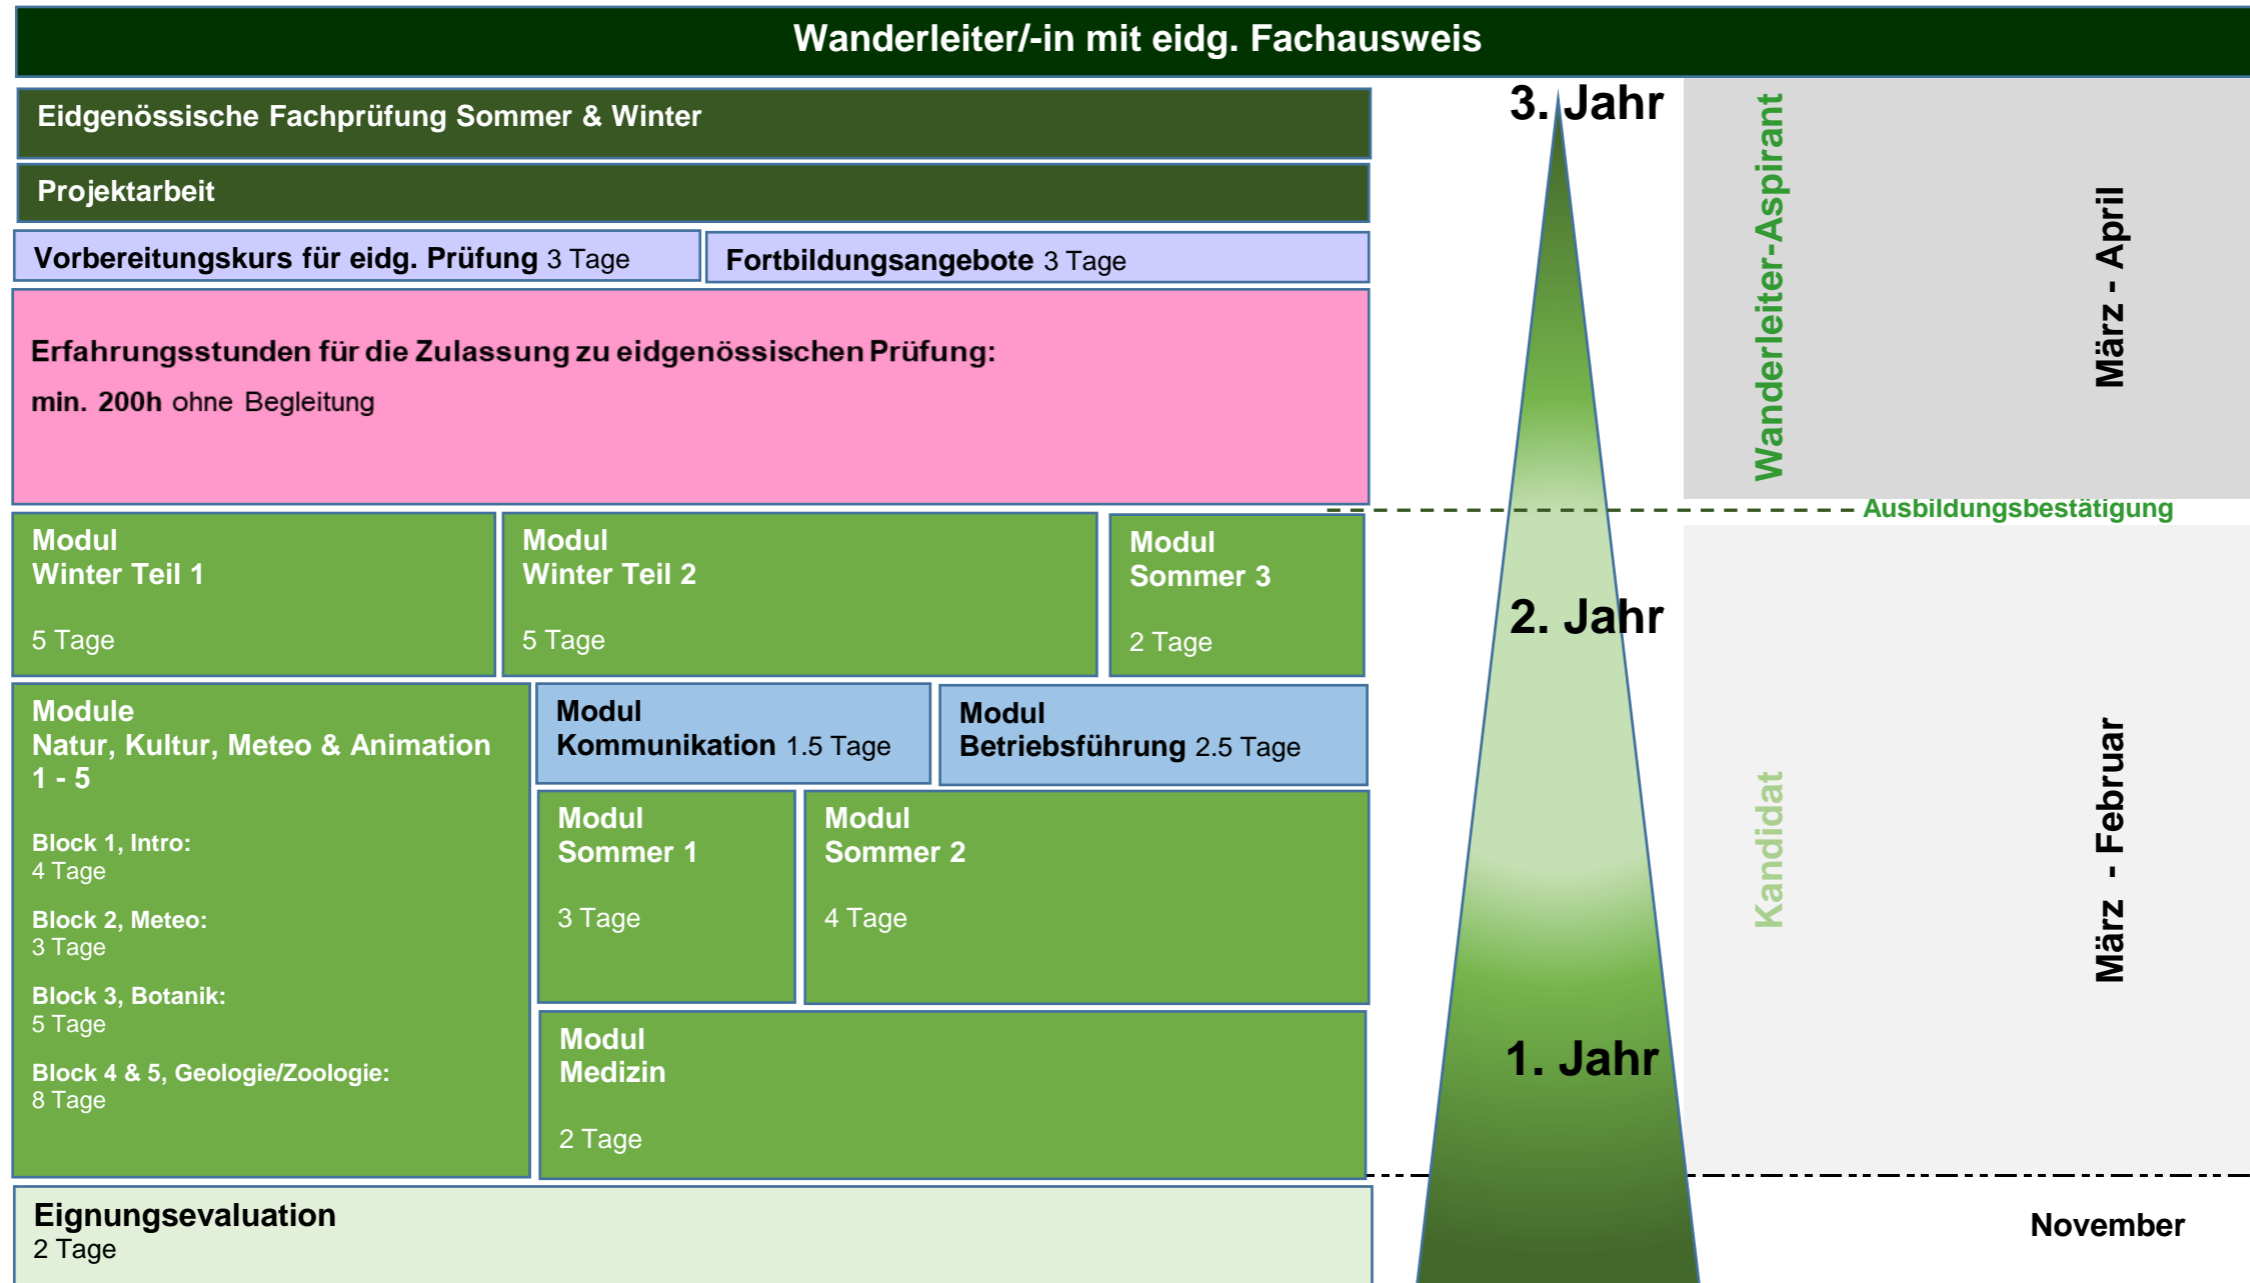 Wanderleiter/-in mit eidg. Fachausweis
Eidgenössische Fachprüfung Sommer & Winter
Projektarbeit
Vorbereitungskurs für eidg. Prüfung 3 Tage
Fortbildungsangebote 3 Tage
Erfahrungsstunden für die Zulassung zu eidgenössischen Prüfung:
min. 200h ohne Begleitung
Modul
Winter Teil 1
5 Tage
Modul
Winter Teil 2
5 Tage
Modul
Sommer 3
2 Tage
Module
Natur, Kultur, Meteo & Animation
1 - 5
Block 1, Intro:
4 Tage
Block 2, Meteo:
3 Tage
Block 3, Botanik:
5 Tage
Block 4 & 5, Geologie/Zoologie:
8 Tage
Modul
Kommunikation 1.5 Tage
Modul
Betriebsführung 2.5 Tage
Modul
Sommer 1
3 Tage
Modul
Sommer 2
4 Tage
Modul
Medizin
2 Tage
Eignungsevaluation
2 Tage
3. Jahr
2. Jahr
1. Jahr
Wanderleiter-Aspirant
März - April
Ausbildungsbestätigung
Kandidat
März - Februar
November